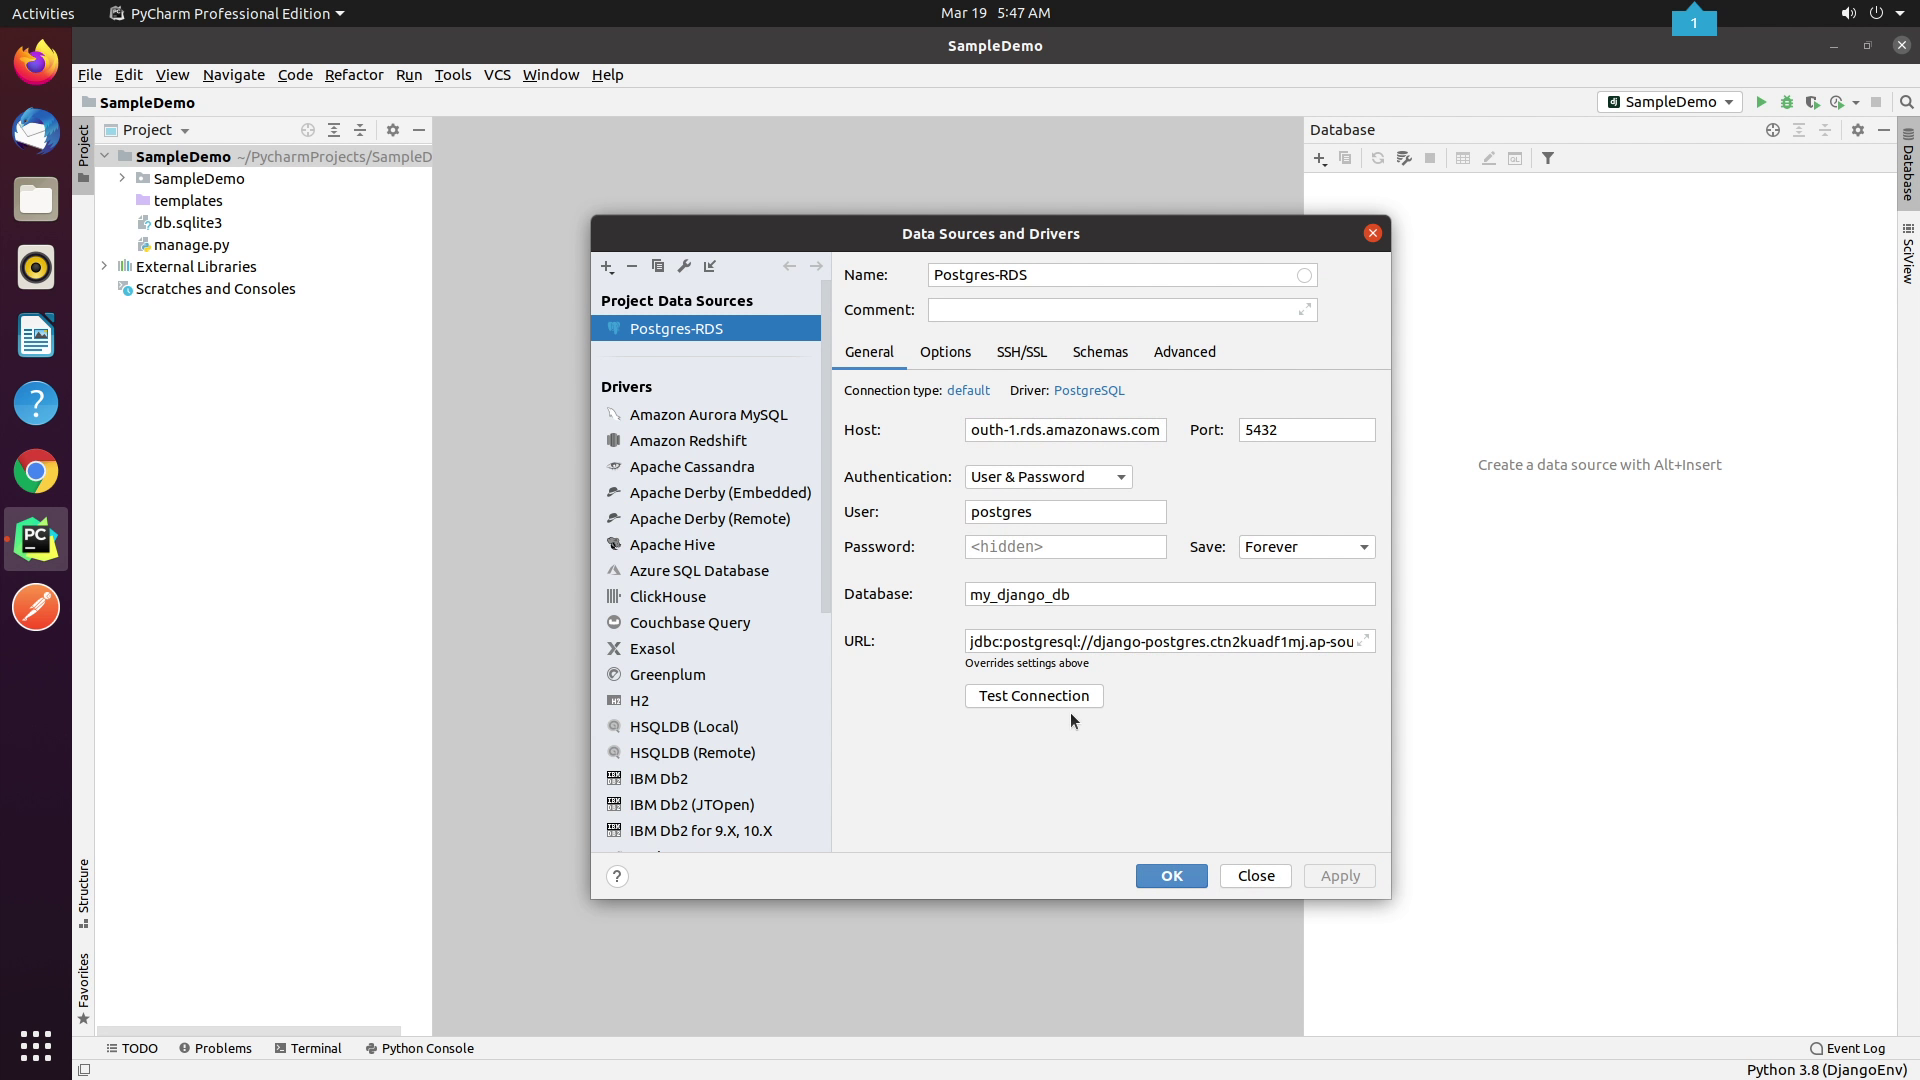 Activities
PyCharm Professional Edition
Mar 19 5:47 AM
1
SampleDemo
File Edit View Navigate Code Refactor Run Tools VCS Window Help
SampleDemo
SampleDemo
Project
Project
SampleDemo ~/PycharmProjects/SampleD
SampleDemo
templates
db.sqlite3
manage.py
External Libraries
Scratches and Consoles
Structure
Favorites
Data Sources and Drivers
Project Data Sources
Postgres-RDS
Drivers
Amazon Aurora MySQL
Amazon Redshift
Apache Cassandra
Apache Derby (Embedded)
Apache Derby (Remote)
Apache Hive
Azure SQL Database
ClickHouse
Couchbase Query
Exasol
Greenplum
H2
HSQLDB (Local)
HSQLDB (Remote)
IBM Db2
IBM Db2 (JTOpen)
IBM Db2 for 9.X, 10.X
Name: Postgres-RDS
Comment:
General Options SSH/SSL Schemas Advanced
Connection type: default Driver: PostgreSQL
Host: outh-1.rds.amazonaws.com Port: 5432
Authentication: User & Password
User: postgres
Password: <hidden> Save: Forever
Database: my_django_db
URL: jdbc:postgresql://django-postgres.ctn2kuadf1mj.ap-sou
Overrides settings above
Test Connection
? OK Close Apply
Database
Create a data source with Alt+Insert
Database
SciView
TODO Problems Terminal Python Console
Event Log
Python 3.8 (DjangoEnv)